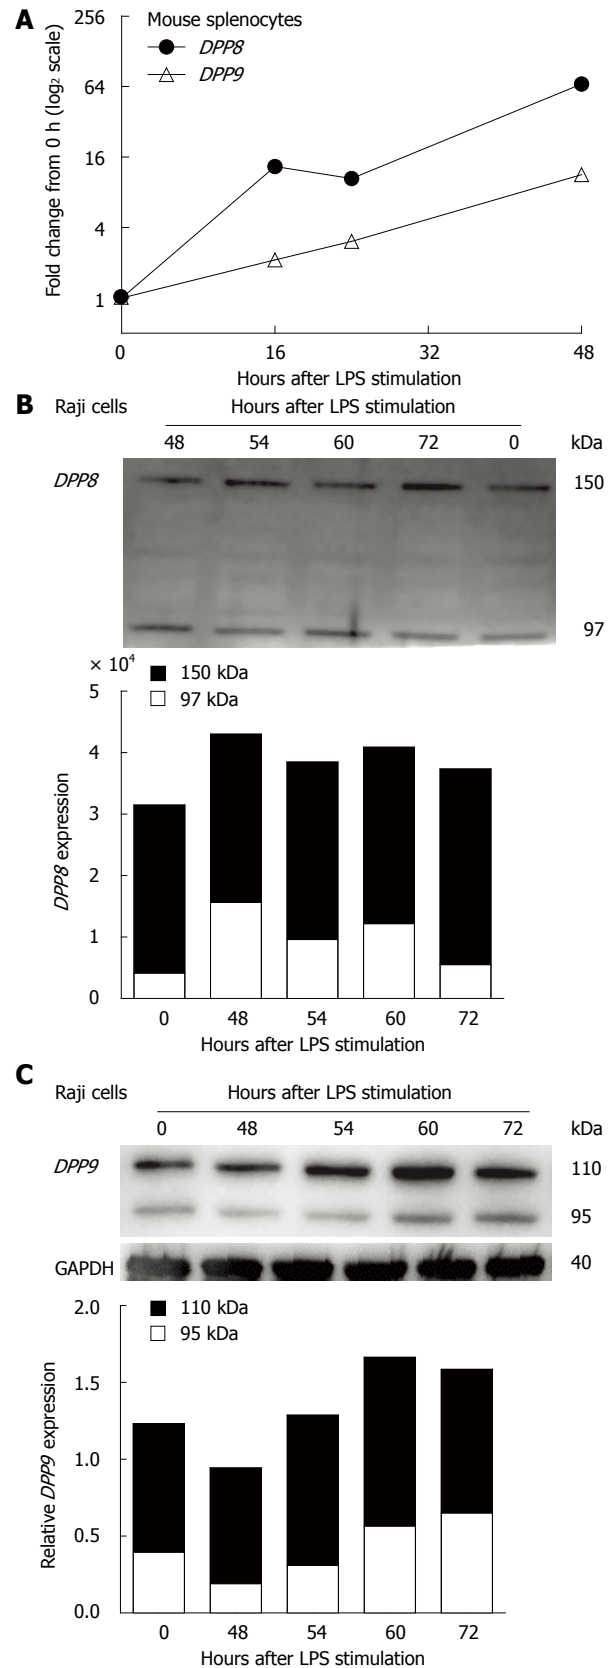 A
Mouse splenocytes
DPP8
DPP9
Fold change from 0 h (log₂ scale)
256
64
16
4
1
0 16 32 48
Hours after LPS stimulation
B Raji cells Hours after LPS stimulation
48 54 60 72 0 kDa
DPP8 150
97
× 10⁴
150 kDa
97 kDa
DPP8 expression
5
4
3
2
1
0
0 48 54 60 72
Hours after LPS stimulation
C
Raji cells Hours after LPS stimulation
0 48 54 60 72 kDa
DPP9 110
95
GAPDH 40
110 kDa
95 kDa
Relative DPP9 expression
2.0
1.5
1.0
0.5
0.0
0 48 54 60 72
Hours after LPS stimulation